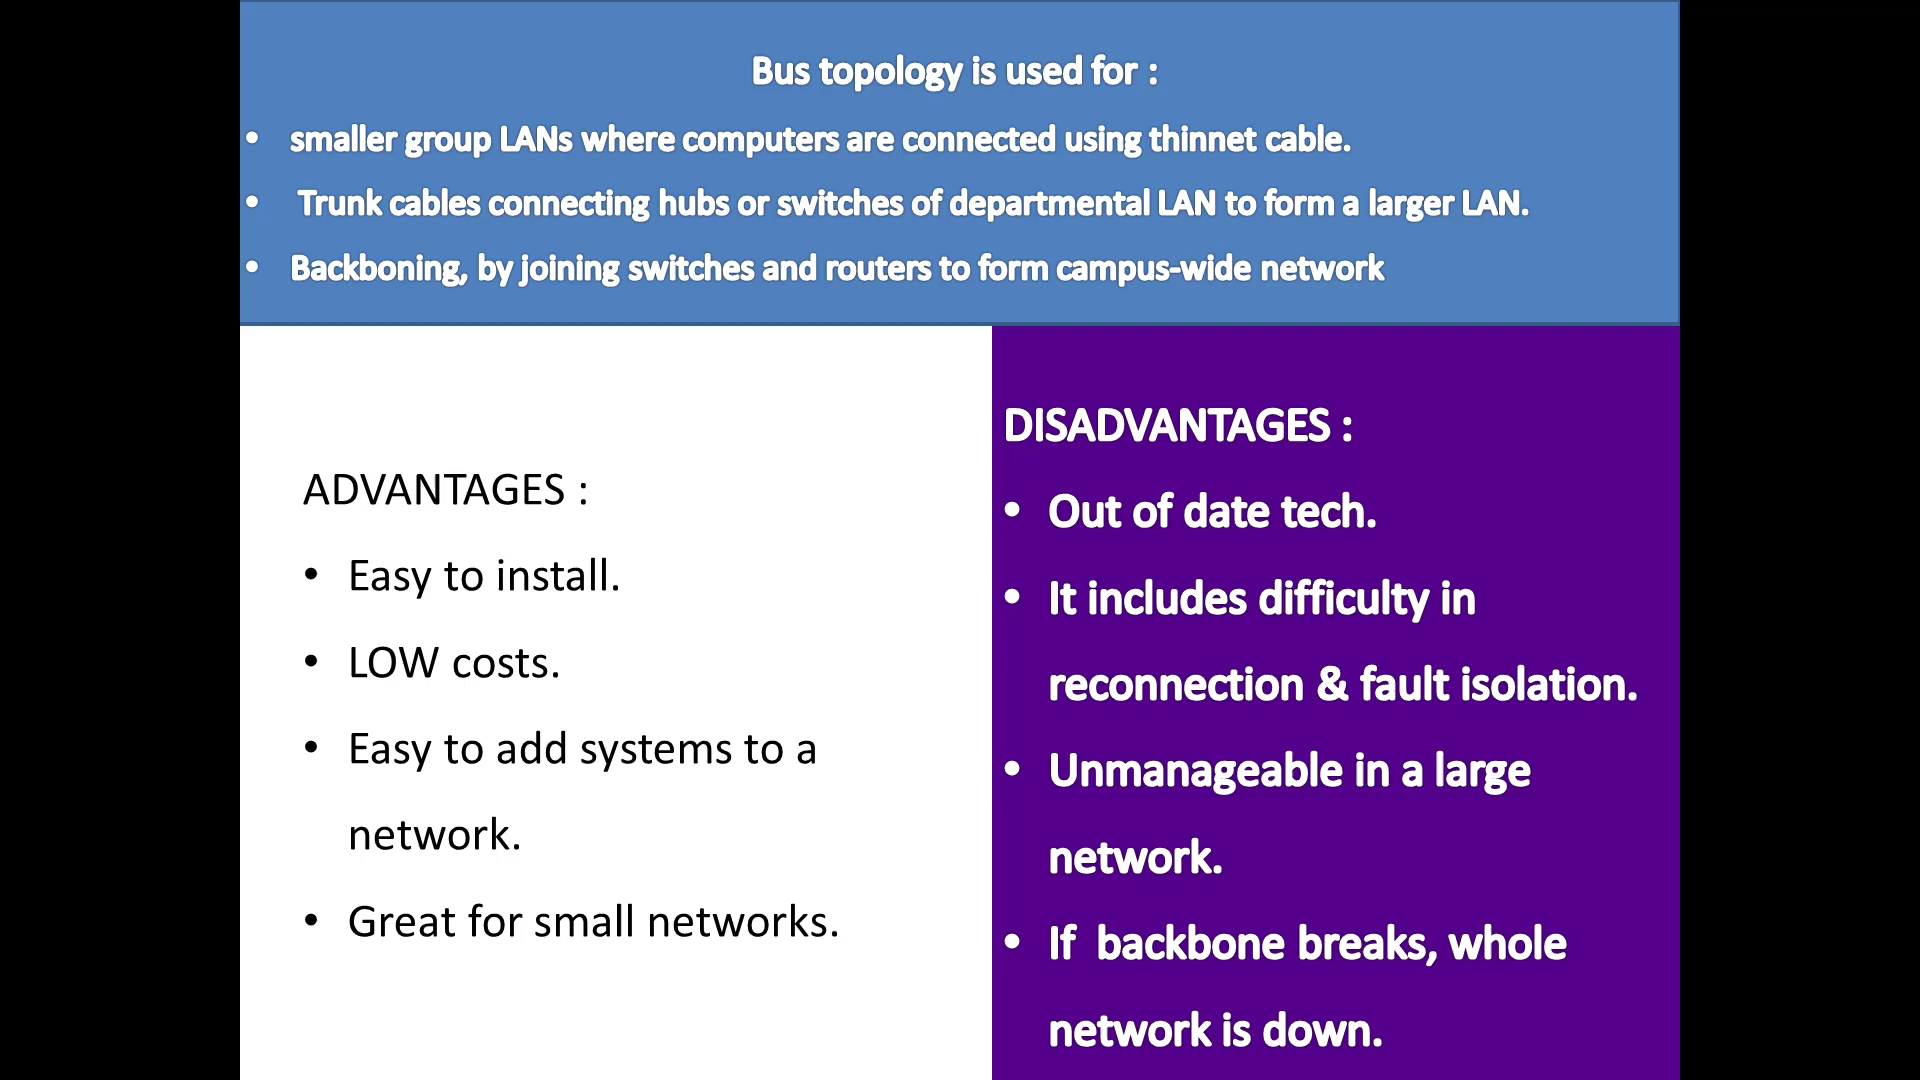 Bus topology is used for :
• smaller group LANs where computers are connected using thinnet cable.
• Trunk cables connecting hubs or switches of departmental LAN to form a larger LAN.
• Backboning, by joining switches and routers to form campus-wide network
ADVANTAGES :
• Easy to install.
• LOW costs.
• Easy to add systems to a
network.
• Great for small networks.
DISADVANTAGES :
• Out of date tech.
• It includes difficulty in
reconnection & fault isolation.
• Unmanageable in a large
network.
• If  backbone breaks, whole
network is down.